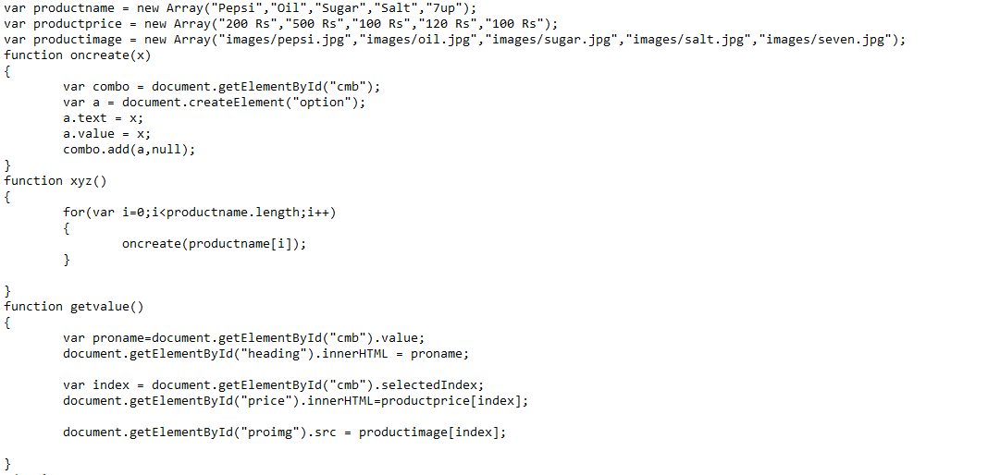 var productname = new Array("Pepsi","Oil","Sugar","Salt","7up");
var productprice = new Array("200 Rs","500 Rs","100 Rs","120 Rs","100 Rs");
var productimage = new Array("images/pepsi.jpg","images/oil.jpg","images/sugar.jpg","images/salt.jpg","images/seven.jpg");
function oncreate(x)
{
        var combo = document.getElementById("cmb");
        var a = document.createElement("option");
        a.text = x;
        a.value = x;
        combo.add(a,null);
}
function xyz()
{
        for(var i=0;i<productname.length;i++)
        {
                oncreate(productname[i]);
        }

}
function getvalue()
{
        var proname=document.getElementById("cmb").value;
        document.getElementById("heading").innerHTML = proname;

        var index = document.getElementById("cmb").selectedIndex;
        document.getElementById("price").innerHTML=productprice[index];

        document.getElementById("proimg").src = productimage[index];

}